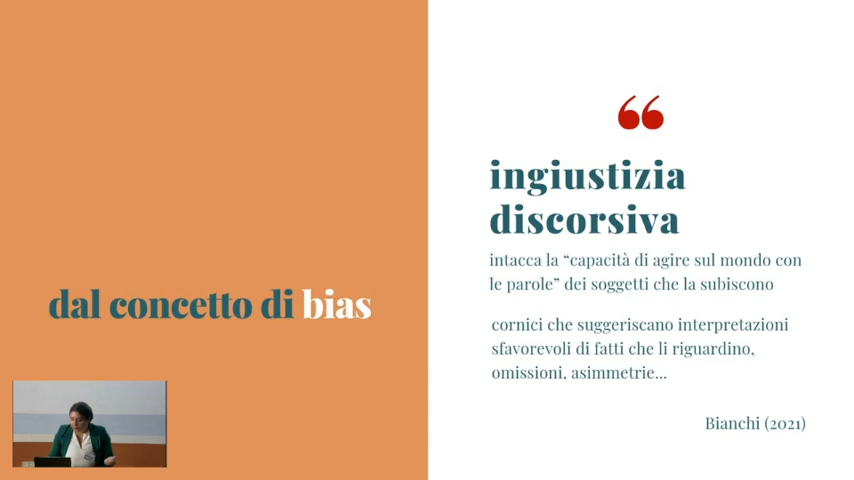 dal concetto di bias
“
ingiustizia
discorsiva
intacca la “capacità di agire sul mondo con
le parole” dei soggetti che la subiscono
cornici che suggeriscano interpretazioni
sfavorevoli di fatti che li riguardino,
omissioni, asimmetrie...
Bianchi (2021)